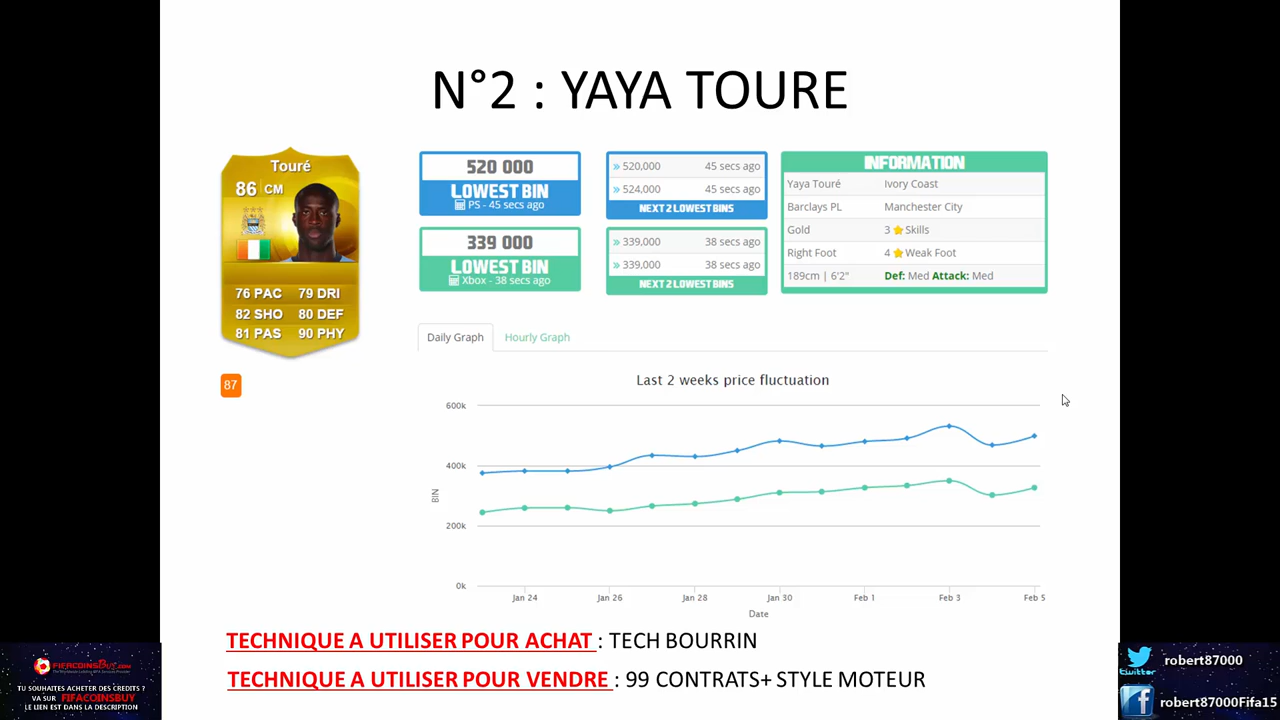 N°2 : YAYA TOURE
Touré
86 CM
76 PAC 79 DRI
82 SHO 80 DEF
81 PAS 90 PHY
87
520 000
LOWEST BIN
PS - 45 secs ago
339 000
LOWEST BIN
Xbox - 38 secs ago
» 520,000 45 secs ago
» 524,000 45 secs ago
NEXT 2 LOWEST BINS
» 339,000 38 secs ago
» 339,000 38 secs ago
NEXT 2 LOWEST BINS
INFORMATION
Yaya Touré Ivory Coast
Barclays PL Manchester City
Gold 3 ★ Skills
Right Foot 4 ★ Weak Foot
189cm | 6'2" Def: Med Attack: Med
Daily Graph Hourly Graph
Last 2 weeks price fluctuation
600k
400k
200k
0k
BIN
Jan 24 Jan 26 Jan 28 Jan 30 Feb 1 Feb 3 Feb 5
Date
TECHNIQUE A UTILISER POUR ACHAT : TECH BOURRIN
TECHNIQUE A UTILISER POUR VENDRE : 99 CONTRATS+ STYLE MOTEUR
FIFACOINSBUY.COM
TU SOUHAITES ACHETER DES CRÉDITS ?
VA SUR FIFACOINSBUY
LE LIEN EST DANS LA DESCRIPTION
twitter robert87000
robert87000Fifa15